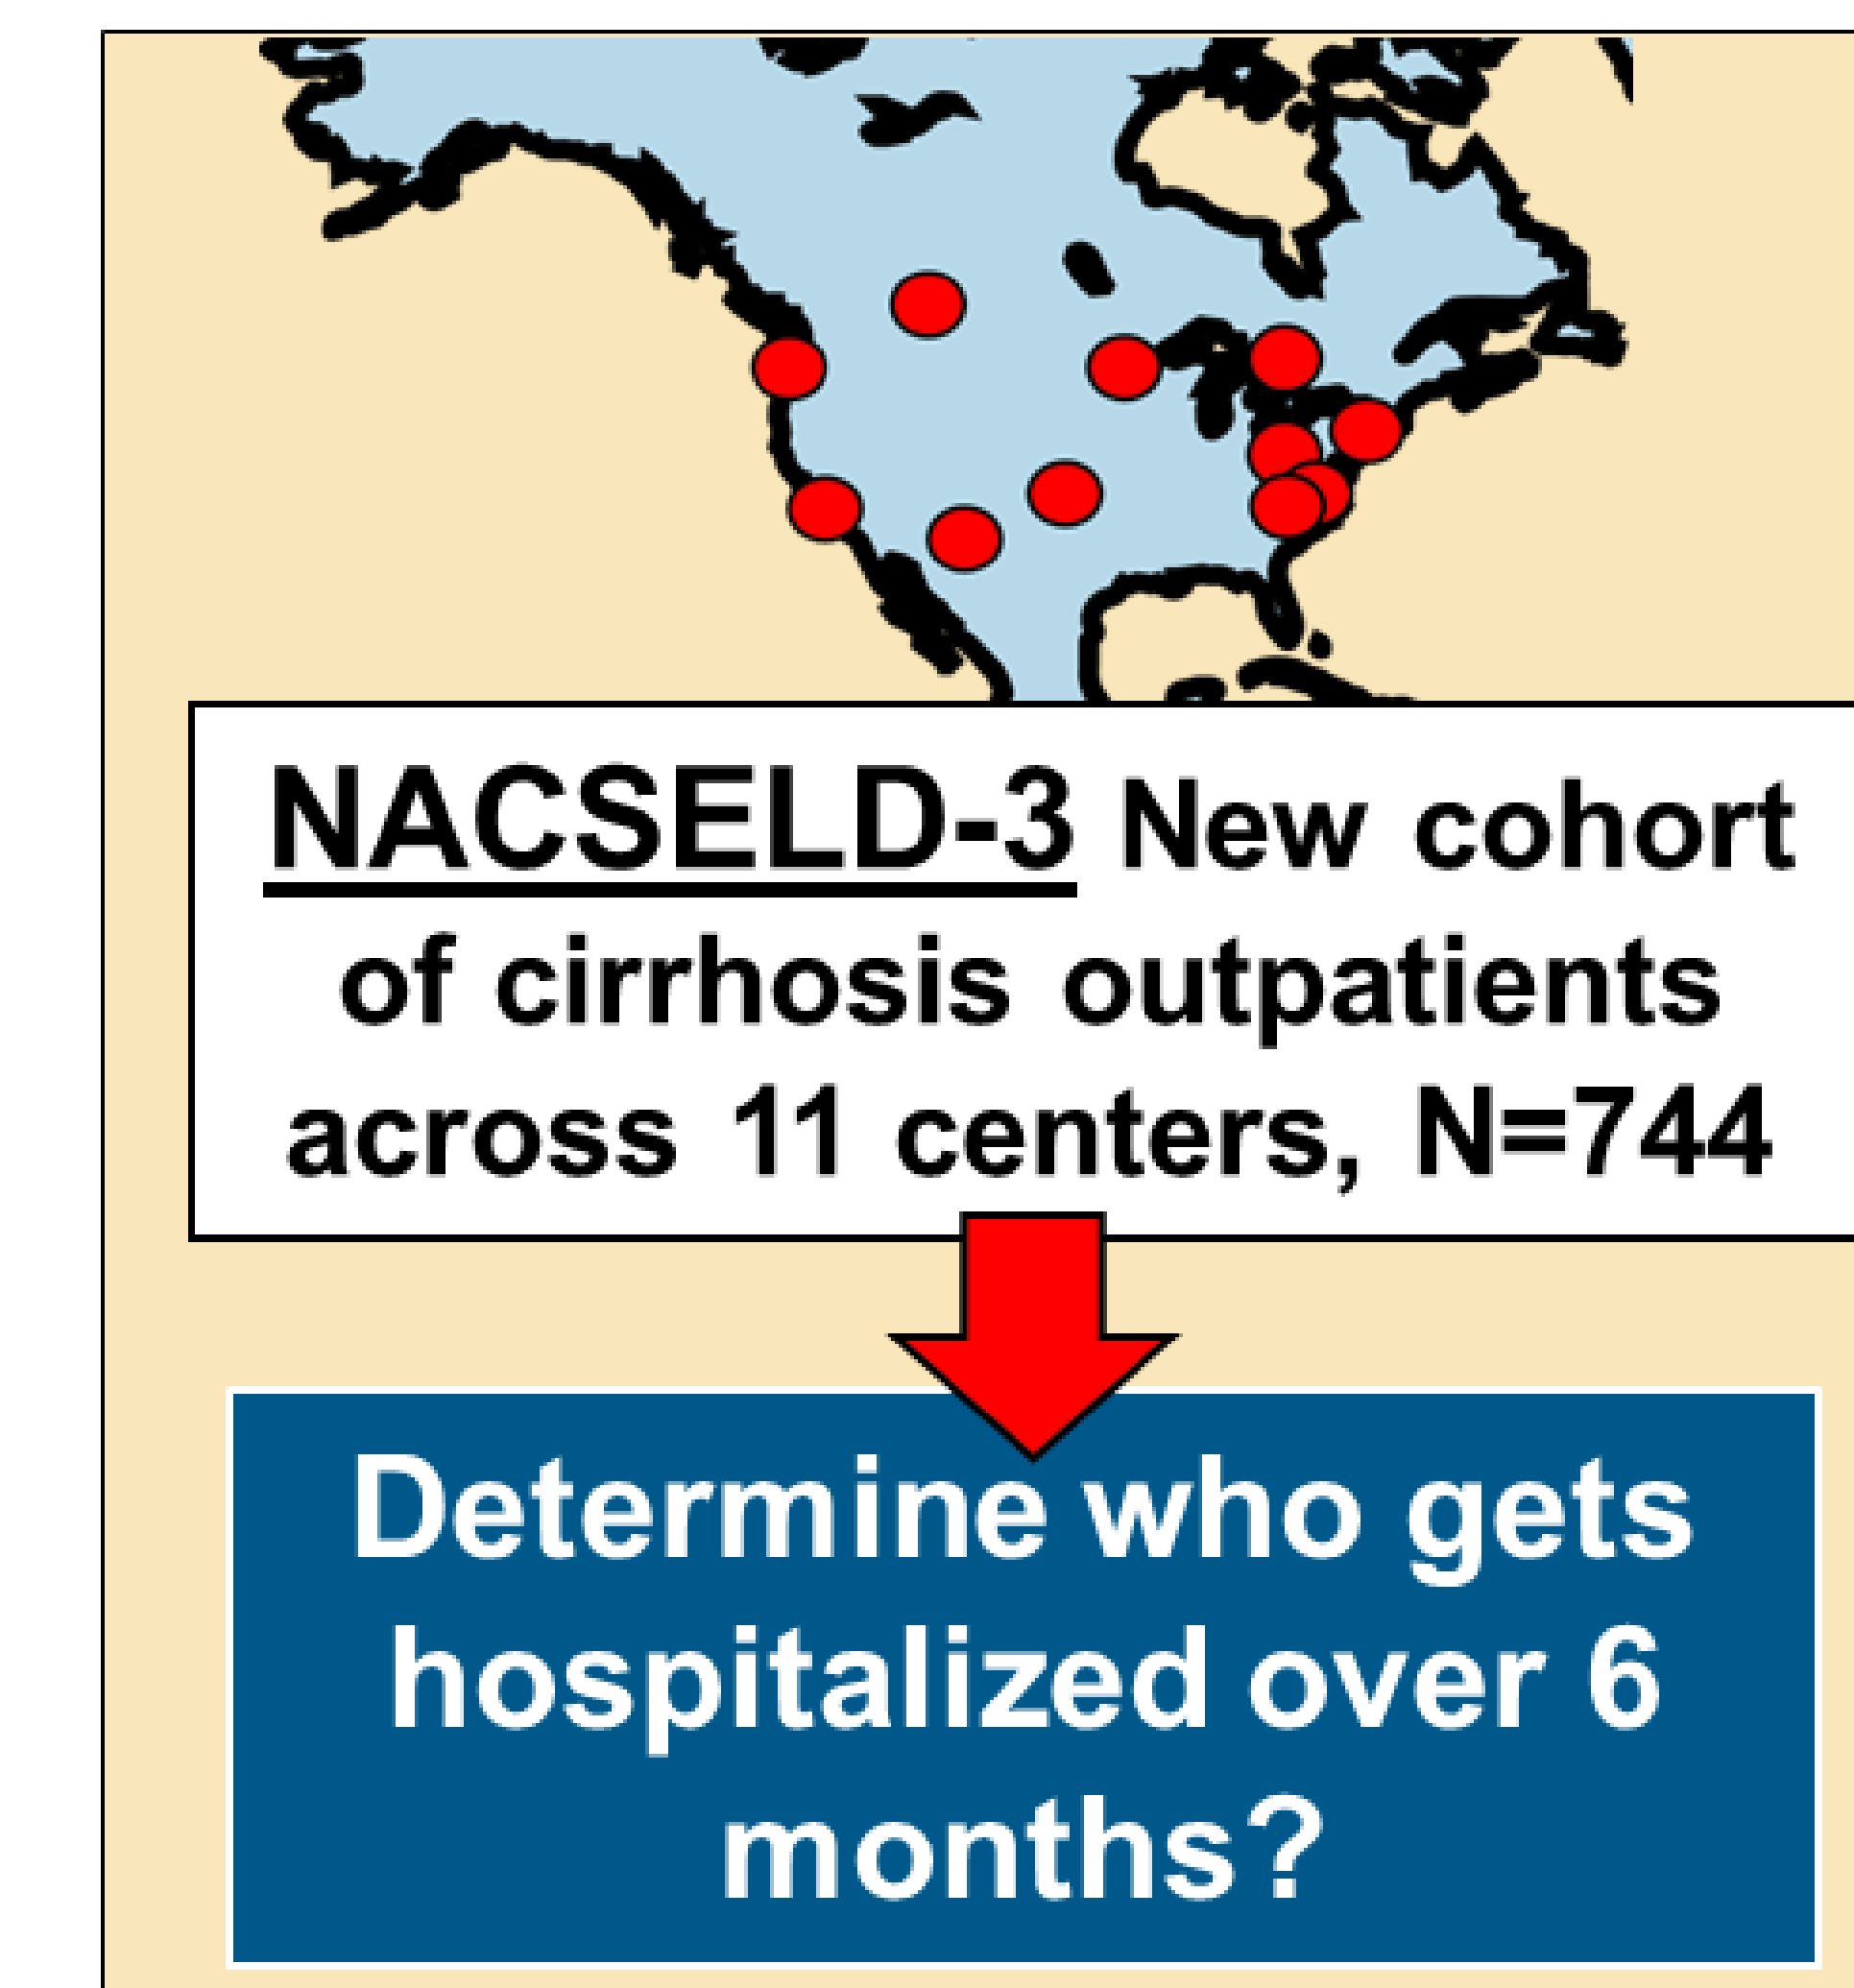 NACSELD-3 New cohort
of cirrhosis outpatients
across 11 centers, N=744
Determine who gets
hospitalized over 6
months?